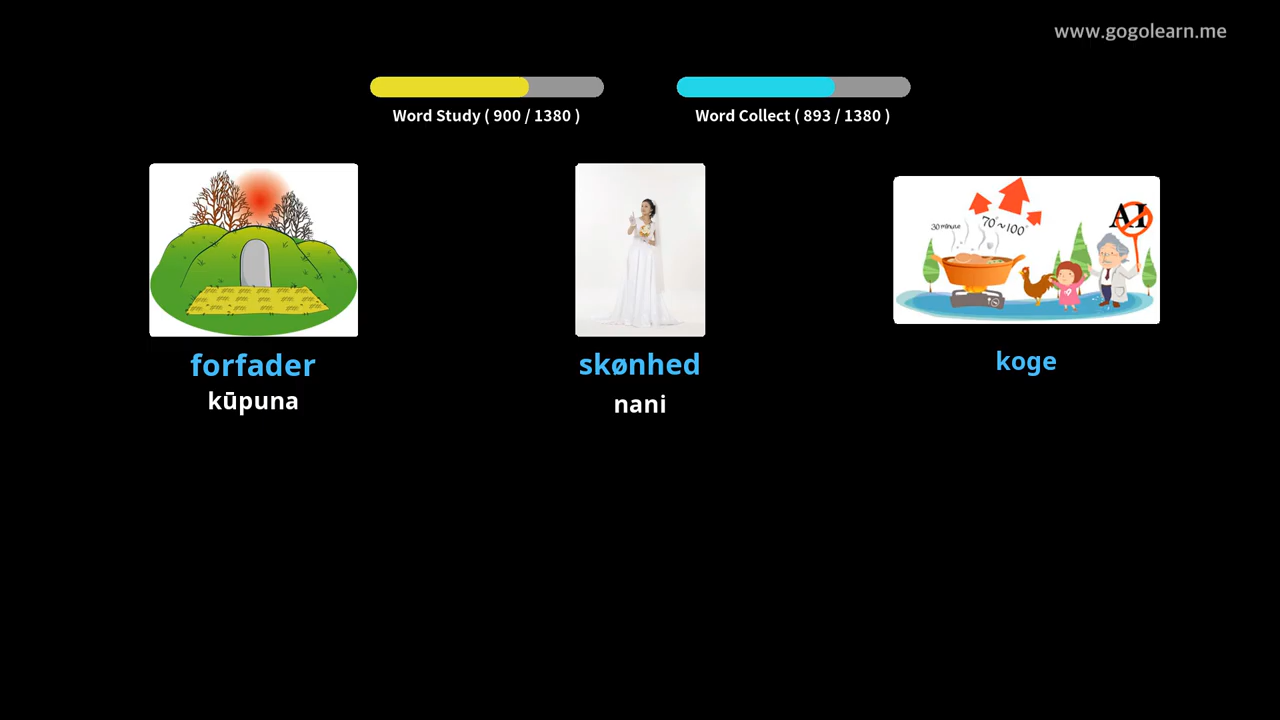 www.gogolearn.me
Word Study ( 900 / 1380 )
Word Collect ( 893 / 1380 )
30 minute
70°~100°
AI
forfader
skønhed
koge
kūpuna
nani